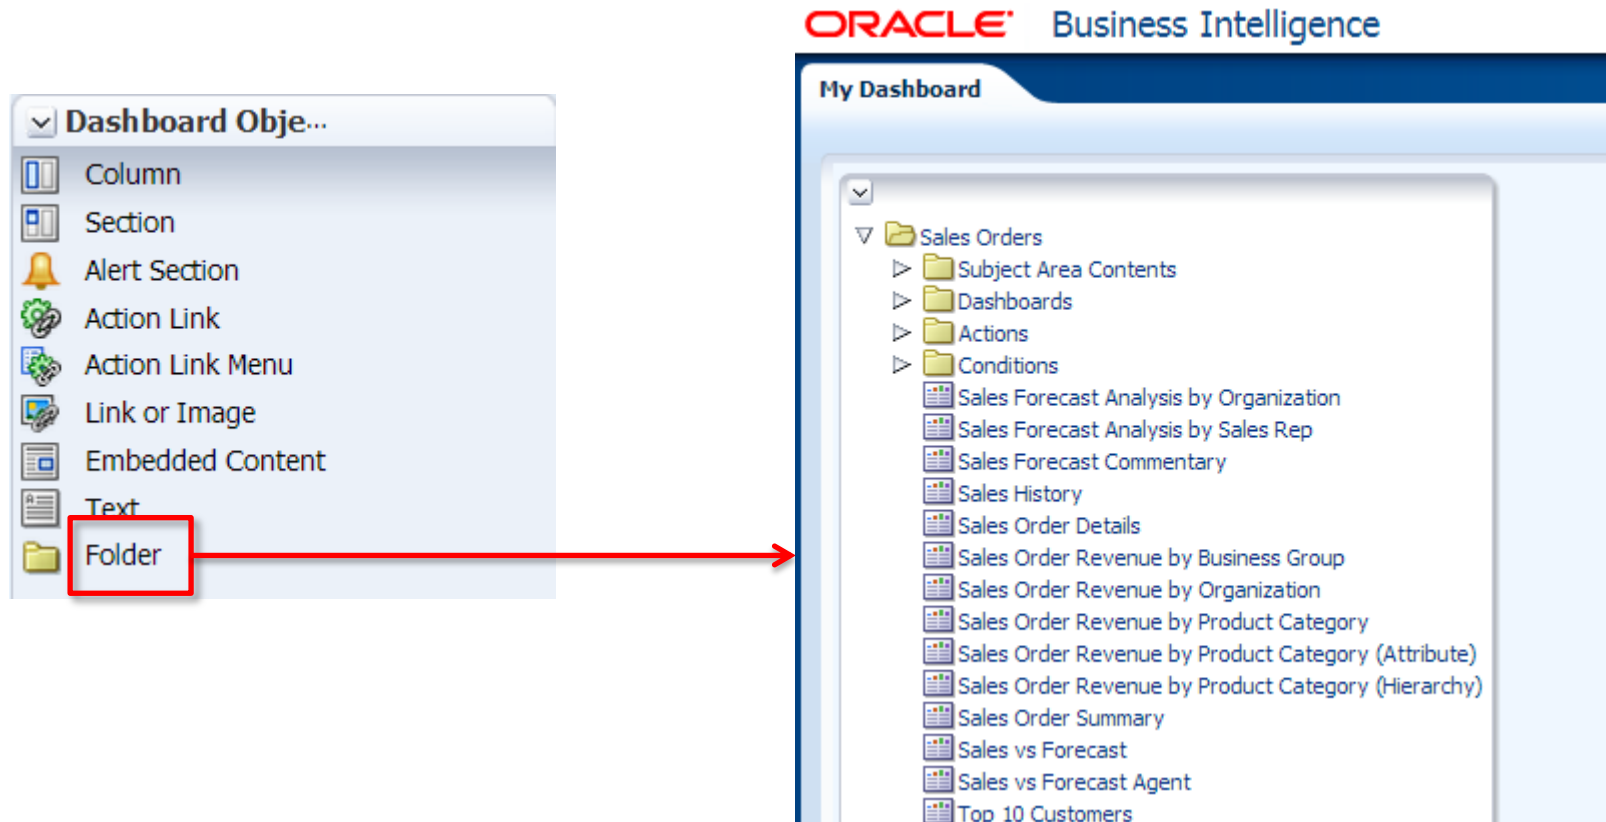 Dashboard Obje...
Column
Section
Alert Section
Action Link
Action Link Menu
Link or Image
Embedded Content
Text
Folder
ORACLE Business Intelligence
My Dashboard
Sales Orders
Subject Area Contents
Dashboards
Actions
Conditions
Sales Forecast Analysis by Organization
Sales Forecast Analysis by Sales Rep
Sales Forecast Commentary
Sales History
Sales Order Details
Sales Order Revenue by Business Group
Sales Order Revenue by Organization
Sales Order Revenue by Product Category
Sales Order Revenue by Product Category (Attribute)
Sales Order Revenue by Product Category (Hierarchy)
Sales Order Summary
Sales vs Forecast
Sales vs Forecast Agent
Top 10 Customers